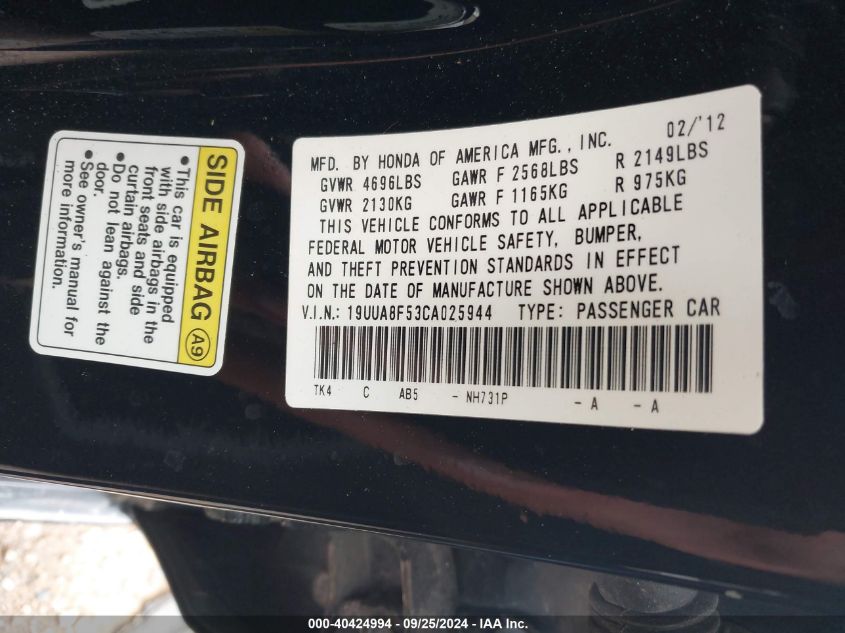 SIDE AIRBAG A9
• This car is equipped
with side airbags in the
front seats and side
curtain airbags.
• Do not lean against the
door.
• See owner's manual for
more information.
MFD. BY HONDA OF AMERICA MFG., INC. 02/'12
GVWR 4696LBS GAWR F 2568LBS R 2149LBS
GVWR 2130KG GAWR F 1165KG R 975KG
THIS VEHICLE CONFORMS TO ALL APPLICABLE
FEDERAL MOTOR VEHICLE SAFETY, BUMPER,
AND THEFT PREVENTION STANDARDS IN EFFECT
ON THE DATE OF MANUFACTURE SHOWN ABOVE.
V.I.N.: 19UUA8F53CA025944 TYPE: PASSENGER CAR
TK4 C AB5 - NH731P - A - A
000-40424994 - 09/25/2024 - IAA Inc.